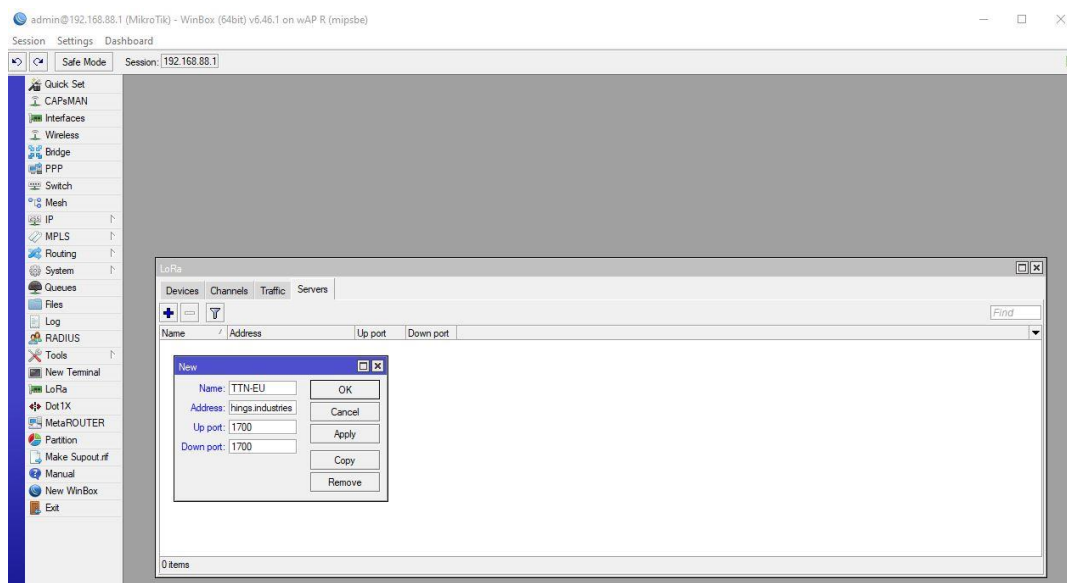 admin@192.168.88.1 (MikroTik) - WinBox (64bit) v6.46.1 on wAP R (mipsbe)
Session Settings Dashboard
Safe Mode Session: 192.168.88.1
Quick Set
CAPsMAN
Interfaces
Wireless
Bridge
PPP
Switch
Mesh
IP
MPLS
Routing
System
Queues
Files
Log
RADIUS
Tools
New Terminal
LoRa
Dot1X
MetaROUTER
Partition
Make Supout.rif
Manual
New WinBox
Exit
LoRa
Devices Channels Traffic Servers
Find
Name Address Up port Down port
New
Name: TTN-EU OK
Address: hings.industries Cancel
Up port: 1700 Apply
Down port: 1700
Copy
Remove
0 items